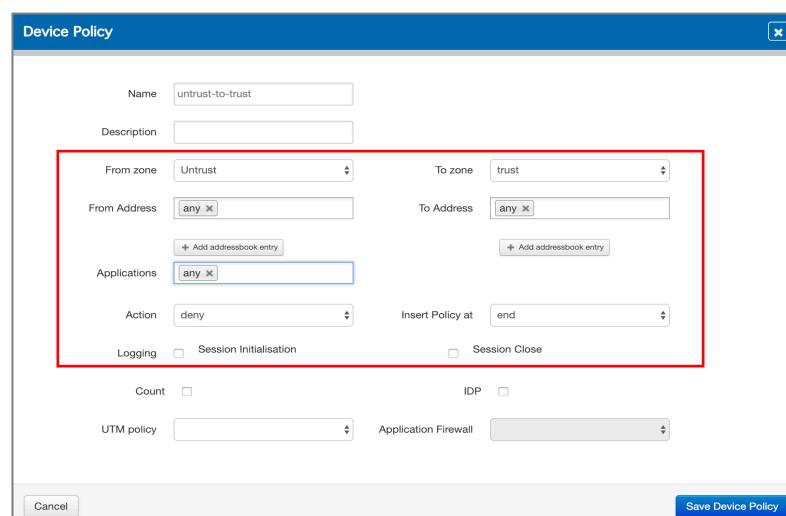 Device Policy
Name untrust-to-trust
Description
From zone Untrust To zone trust
From Address any To Address any
+ Add addressbook entry + Add addressbook entry
Applications any
Action deny Insert Policy at end
Logging Session Initialisation Session Close
Count IDP
UTM policy Application Firewall
Cancel Save Device Policy